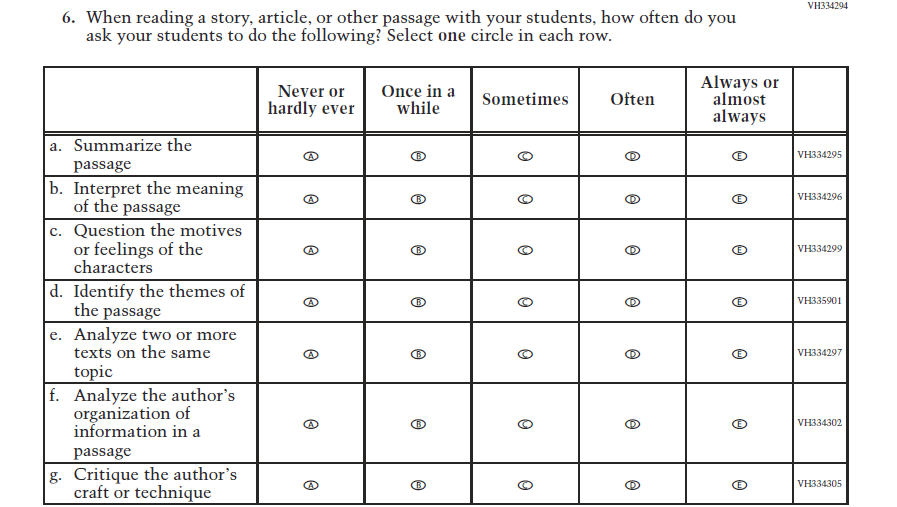 VH334294
6. When reading a story, article, or other passage with your students, how often do you
ask your students to do the following? Select one circle in each row.
Never or
hardly ever
Once in a
while
Sometimes
Often
Always or
almost
always
a. Summarize the
passage
A B C D E VH334295
b. Interpret the meaning
of the passage
A B C D E VH334296
c. Question the motives
or feelings of the
characters
A B C D E VH334299
d. Identify the themes of
the passage
A B C D E VH335901
e. Analyze two or more
texts on the same
topic
A B C D E VH334297
f. Analyze the author's
organization of
information in a
passage
A B C D E VH334302
g. Critique the author's
craft or technique
A B C D E VH334305